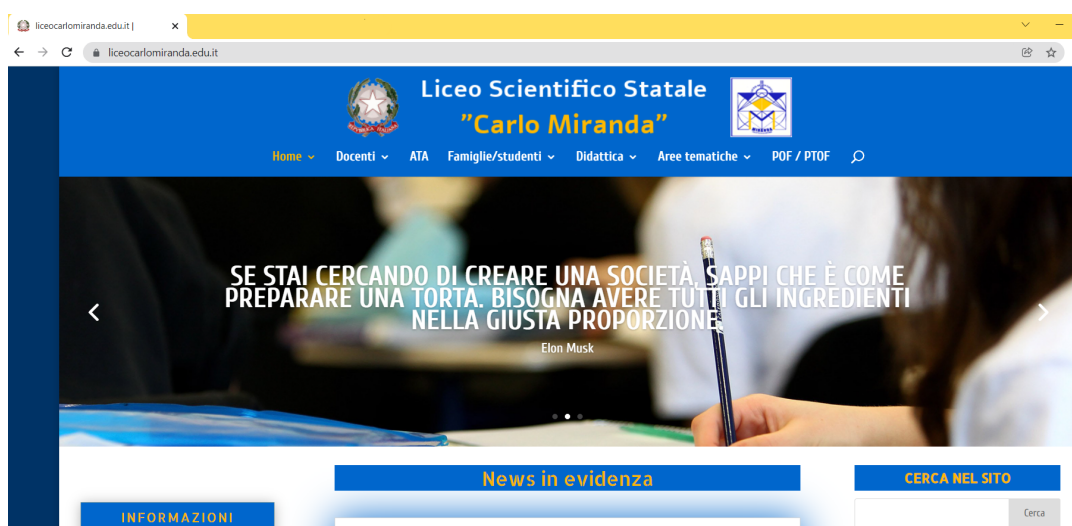 liceocarlomiranda.edu.it |
liceocarlomiranda.edu.it
Liceo Scientifico Statale
"Carlo Miranda"
Home Docenti ATA Famiglie/studenti Didattica Aree tematiche POF / PTOF
SE STAI CERCANDO DI CREARE UNA SOCIETÀ, SAPPI CHE È COME
PREPARARE UNA TORTA. BISOGNA AVERE TUTTI GLI INGREDIENTI
NELLA GIUSTA PROPORZIONE.
Elon Musk
News in evidenza
CERCA NEL SITO
Cerca
INFORMAZIONI